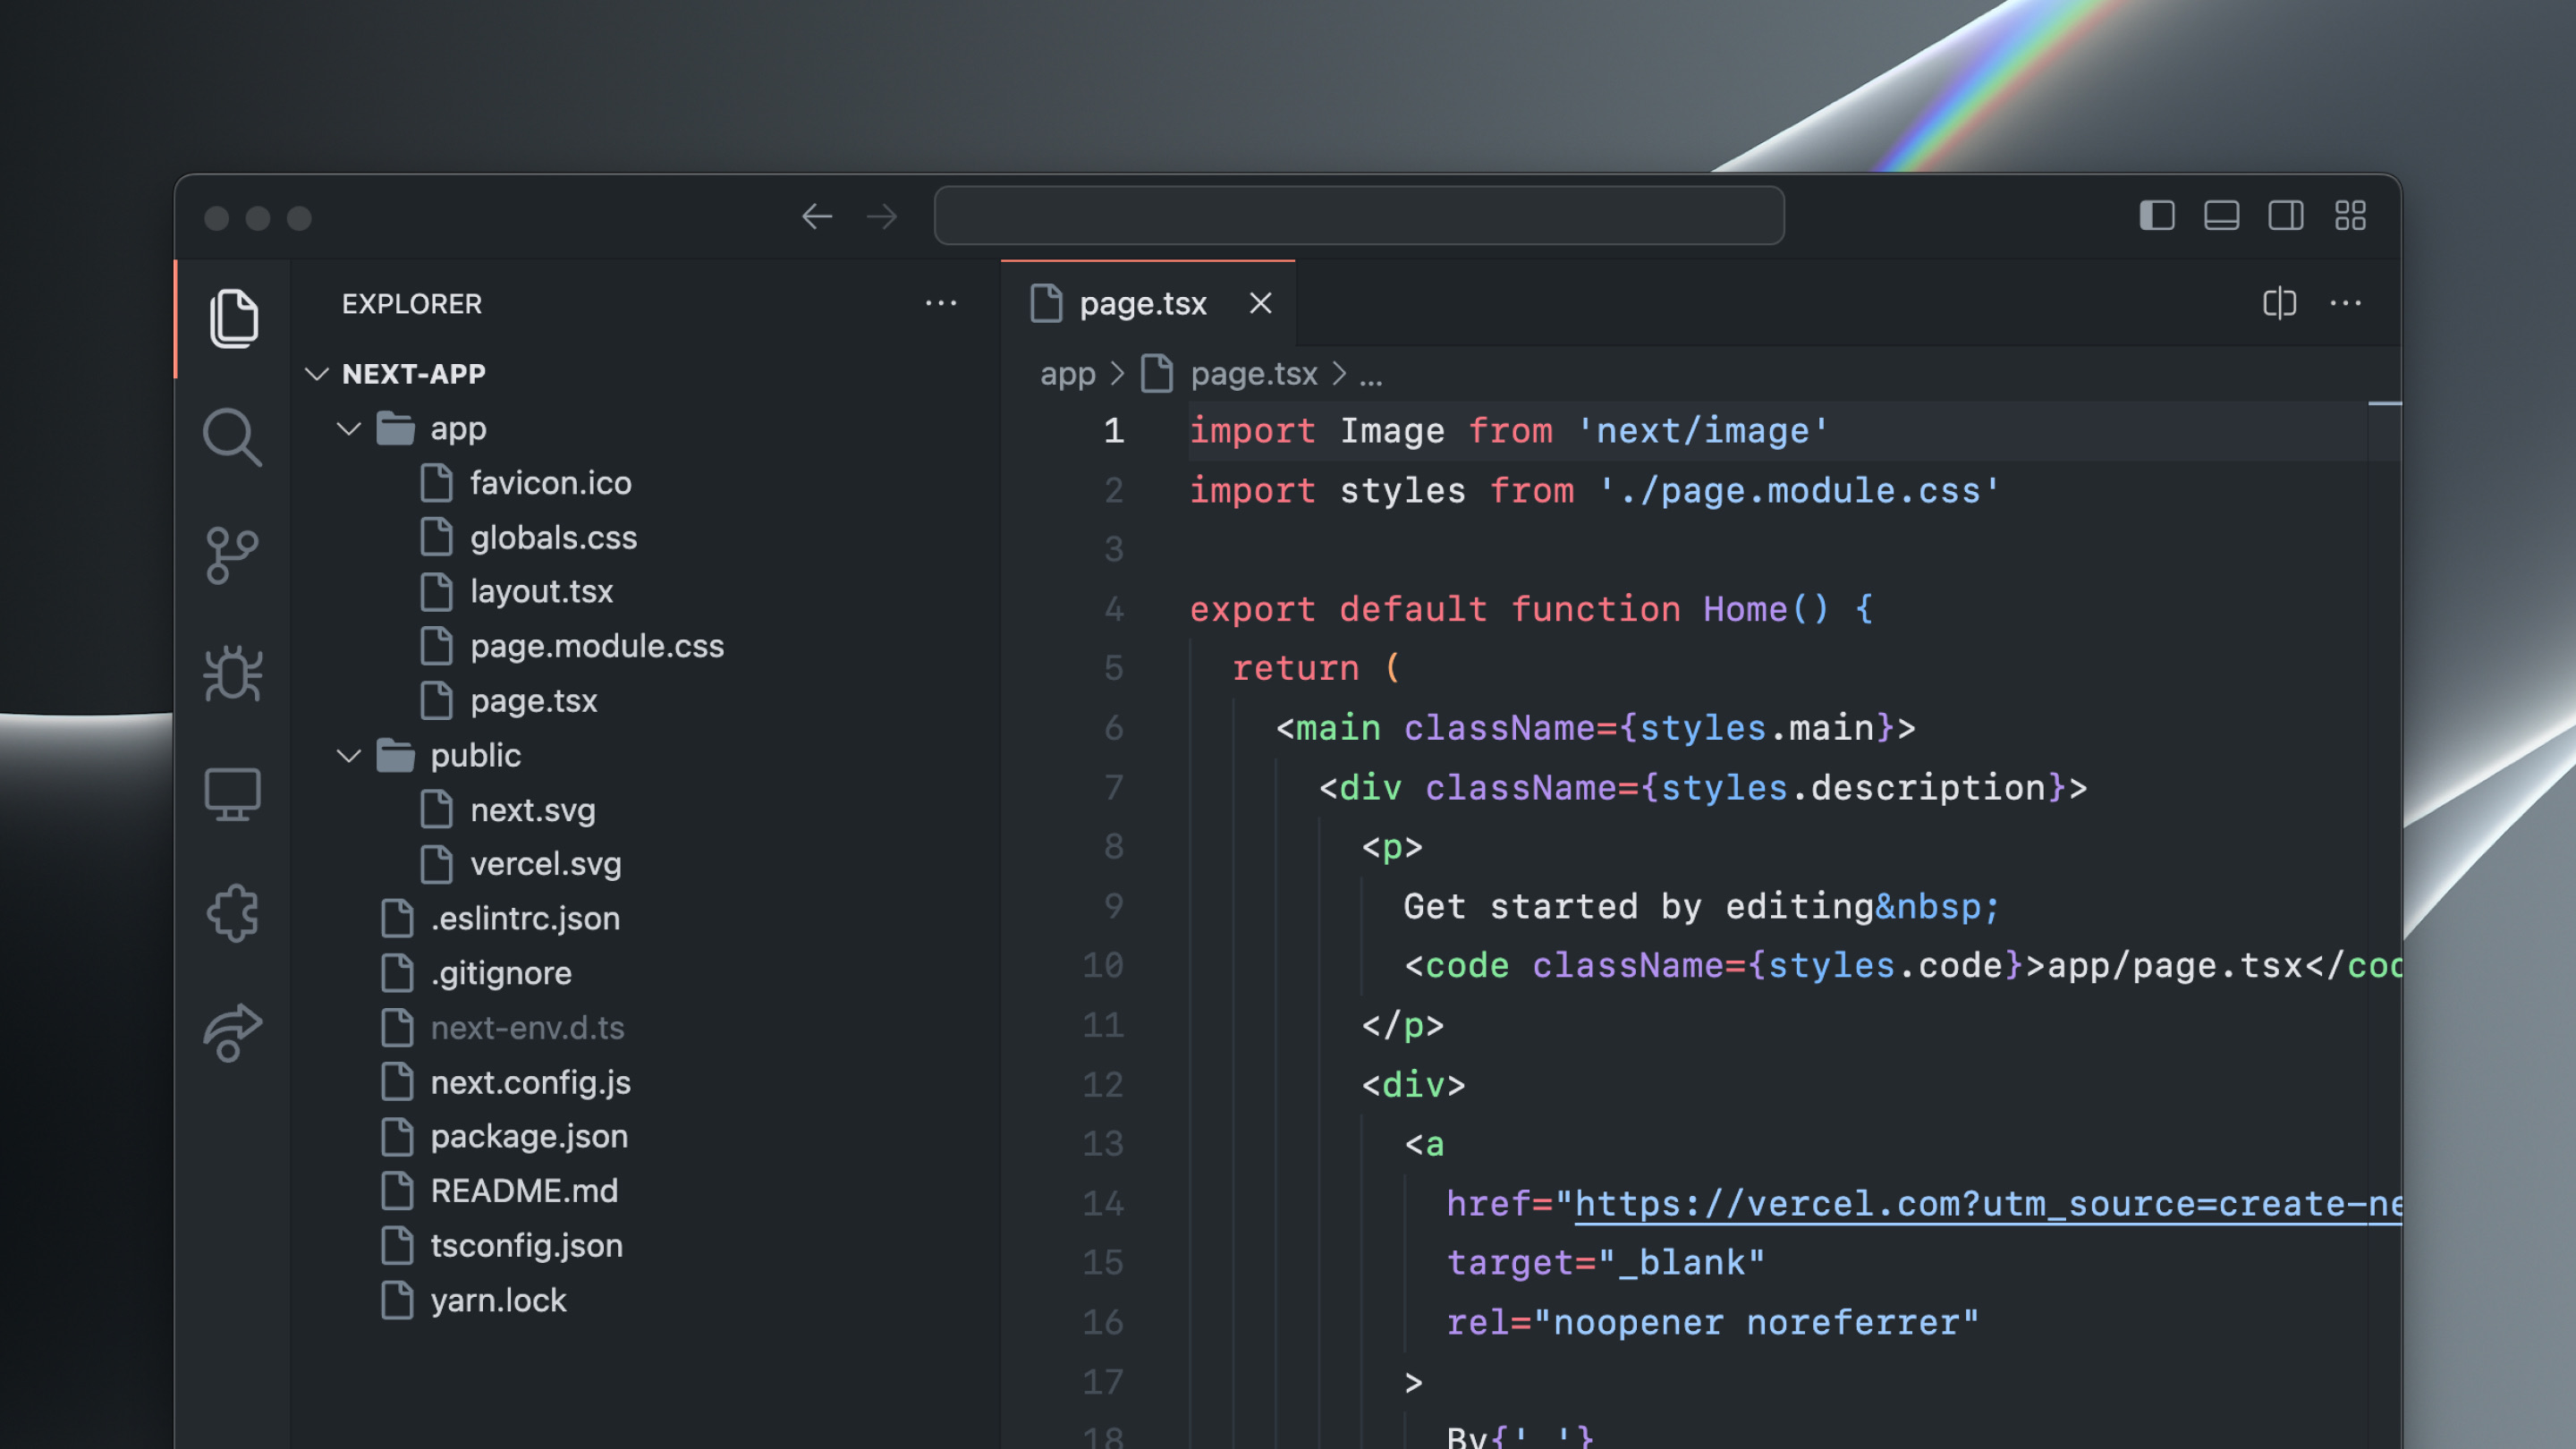 EXPLORER
NEXT-APP
app
favicon.ico
globals.css
layout.tsx
page.module.css
page.tsx
public
next.svg
vercel.svg
.eslintrc.json
.gitignore
next-env.d.ts
next.config.js
package.json
README.md
tsconfig.json
yarn.lock
page.tsx
app > page.tsx > ...
1 import Image from 'next/image'
2 import styles from './page.module.css'
3
4 export default function Home() {
5 return (
6 <main className={styles.main}>
7 <div className={styles.description}>
8 <p>
9 Get started by editing&nbsp;
10 <code className={styles.code}>app/page.tsx</cod
11 </p>
12 <div>
13 <a
14 href="https://vercel.com?utm_source=create-ne
15 target="_blank"
16 rel="noopener noreferrer"
17 >
18 By{' '}